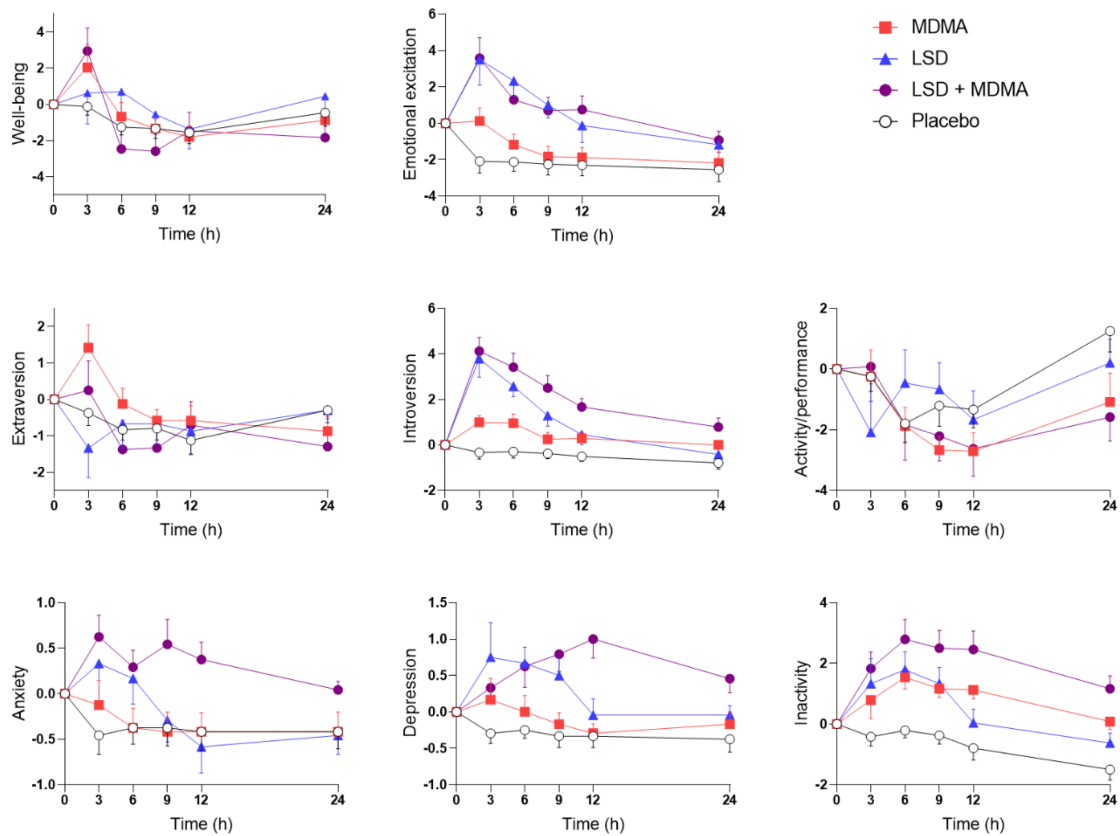 MDMA
LSD
LSD + MDMA
Placebo
Well-being
4
2
0
-2
-4
0 3 6 9 12 24
Time (h)
Emotional excitation
6
4
2
0
-2
-4
0 3 6 9 12 24
Time (h)
Extraversion
2
1
0
-1
-2
0 3 6 9 12 24
Time (h)
Introversion
6
4
2
0
-2
0 3 6 9 12 24
Time (h)
Activity/performance
2
0
-2
-4
0 3 6 9 12 24
Time (h)
Anxiety
1.0
0.5
0.0
-0.5
-1.0
0 3 6 9 12 24
Time (h)
Depression
1.5
1.0
0.5
0.0
-0.5
-1.0
0 3 6 9 12 24
Time (h)
Inactivity
4
2
0
-2
0 3 6 9 12 24
Time (h)